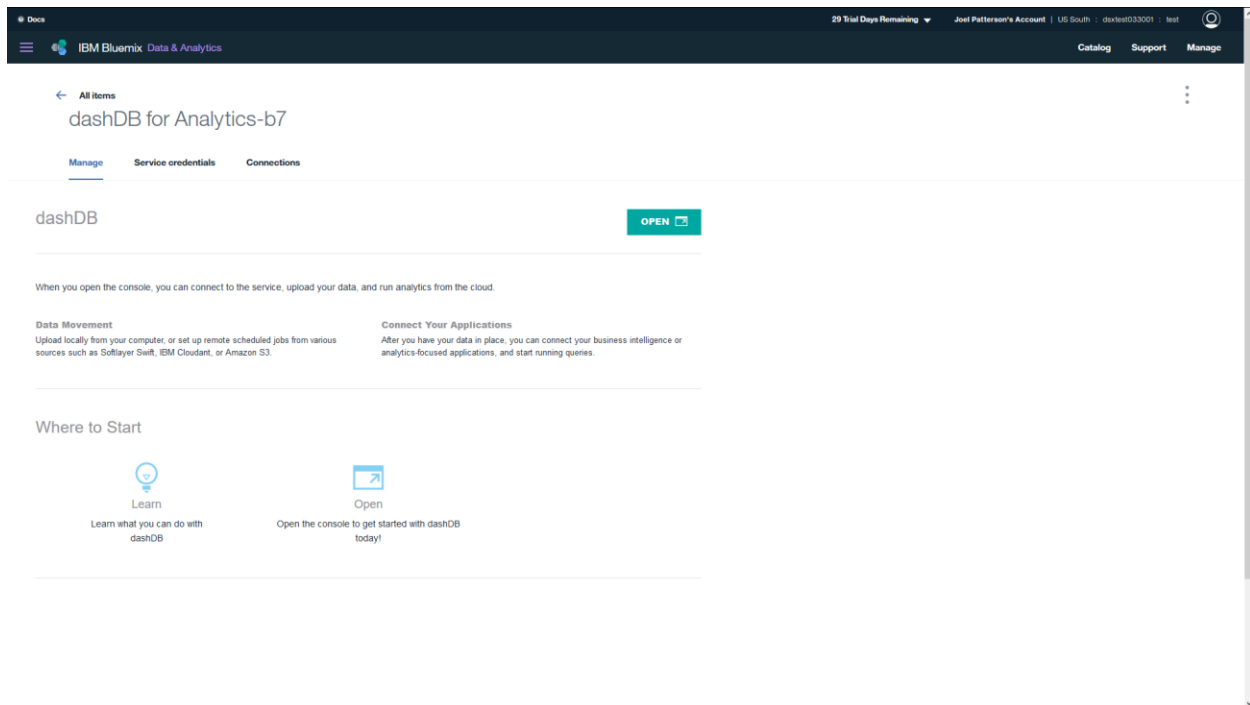 Docs
29 Trial Days Remaining
Joel Patterson's Account | US South : dsxtest033001 : test
IBM Bluemix Data & Analytics
Catalog Support Manage
All items
dashDB for Analytics-b7
Manage Service credentials Connections
dashDB
OPEN
When you open the console, you can connect to the service, upload your data, and run analytics from the cloud.
Data Movement
Upload locally from your computer, or set up remote scheduled jobs from various
sources such as Softlayer Swift, IBM Cloudant, or Amazon S3.
Connect Your Applications
After you have your data in place, you can connect your business intelligence or
analytics-focused applications, and start running queries.
Where to Start
Learn
Learn what you can do with
dashDB
Open
Open the console to get started with dashDB
today!